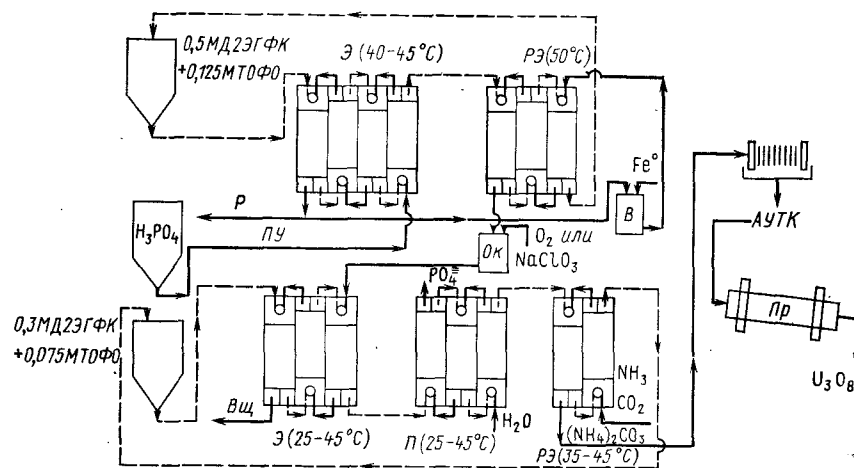 0,5МД2ЭГФК
+0,125МТОФО
Э (40-45°С)
РЭ(50°С)
Fe°
В
АУТК
Р
H₃PO₄
ПУ
Ок
O₂ или
NaClO₃
PO₄≡
Пр
U₃O₈
0,3МД2ЭГФК
+0,075МТОФО
Вщ
Э (25-45°С)
П (25-45°С)
H₂O
NH₃
CO₂
(NH₄)₂CO₃
РЭ(35-45°С)